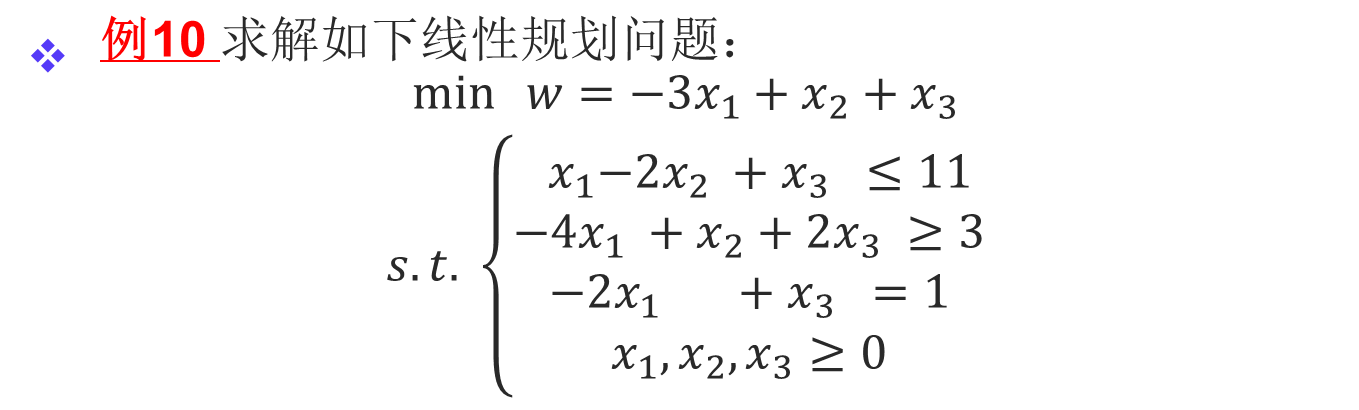 例10 求解如下线性规划问题：
min w = −3x₁ + x₂ + x₃
x₁−2x₂ + x₃ ≤ 11
−4x₁ + x₂ + 2x₃ ≥ 3
s.t.
−2x₁ + x₃ = 1
x₁, x₂, x₃ ≥ 0